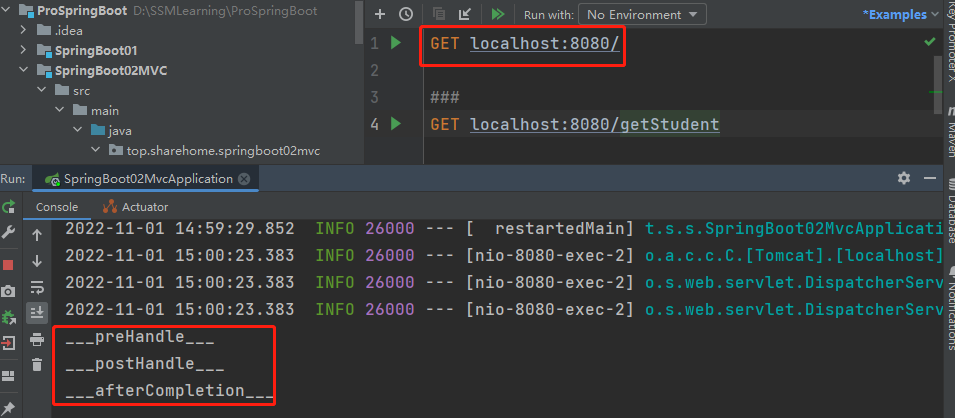 ProSpringBoot D:\SSMLearning\ProSpringBoot
.idea
SpringBoot01
SpringBoot02MVC
src
main
java
top.sharehome.springboot02mvc
Run with: No Environment
*Examples
1 GET localhost:8080/
2
3 ###
4 GET localhost:8080/getStudent
Key Promoter X
Maven
Database
Notifications
Run: SpringBoot02MvcApplication
Console Actuator
2022-11-01 14:59:29.852 INFO 26000 --- [ restartedMain] t.s.s.SpringBoot02MvcApplicati
2022-11-01 15:00:23.383 INFO 26000 --- [nio-8080-exec-2] o.a.c.c.C.[Tomcat].[localhost]
2022-11-01 15:00:23.383 INFO 26000 --- [nio-8080-exec-2] o.s.web.servlet.DispatcherServ
2022-11-01 15:00:23.383 INFO 26000 --- [nio-8080-exec-2] o.s.web.servlet.DispatcherServ
___preHandle___
___postHandle___
___afterCompletion___